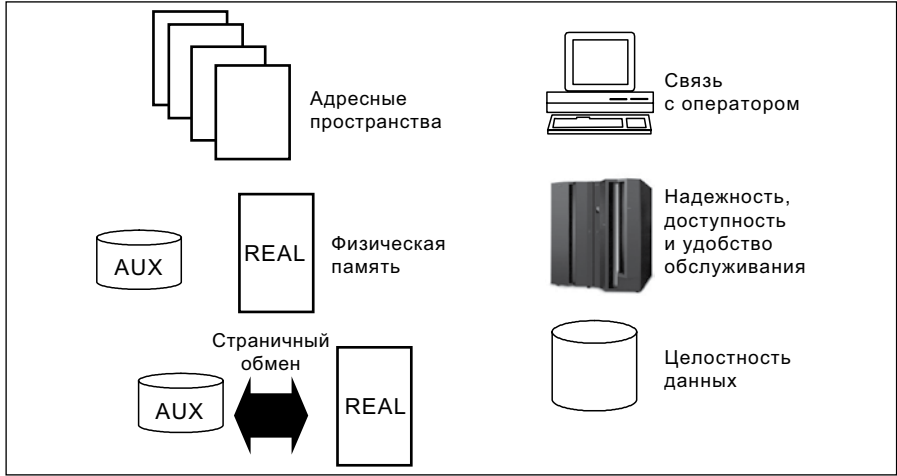 Адресные
пространства
AUX
REAL
Физическая
память
Страничный
обмен
AUX
REAL
Связь
с оператором
Надежность,
доступность
и удобство
обслуживания
Целостность
данных